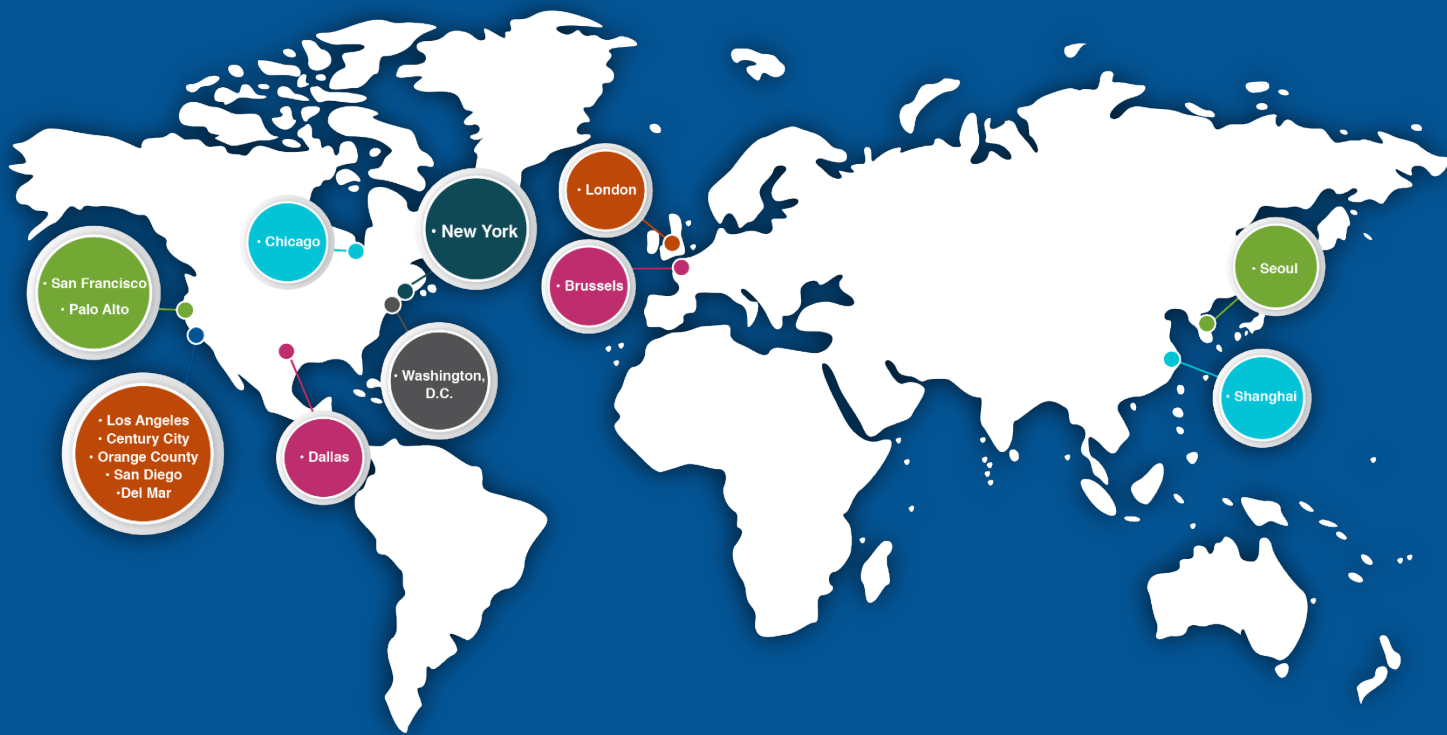 • London
• New York
• Chicago
• Seoul
• San Francisco
• Palo Alto
• Brussels
• Washington,
D.C.
• Shanghai
• Los Angeles
• Century City
• Orange County
• San Diego
•Del Mar
• Dallas